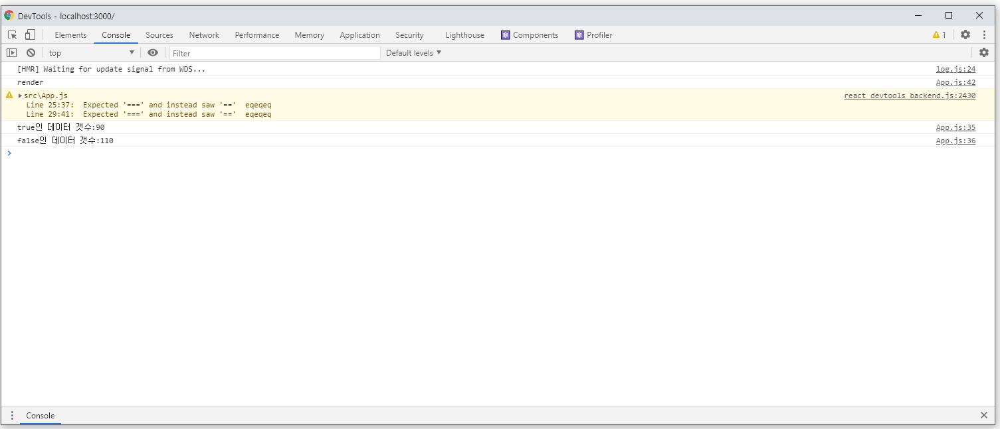 DevTools - localhost:3000/
Elements Console Sources Network Performance Memory Application Security Lighthouse Components Profiler 1
top Filter Default levels
[HMR] Waiting for update signal from WDS... log.js:24
render App.js:42
src\App.js react devtools backend.js:2430
Line 25:37: Expected '===' and instead saw '==' eqeqeq
Line 29:41: Expected '===' and instead saw '==' eqeqeq
true인 데이터 갯수:90 App.js:35
false인 데이터 갯수:110 App.js:36
Console